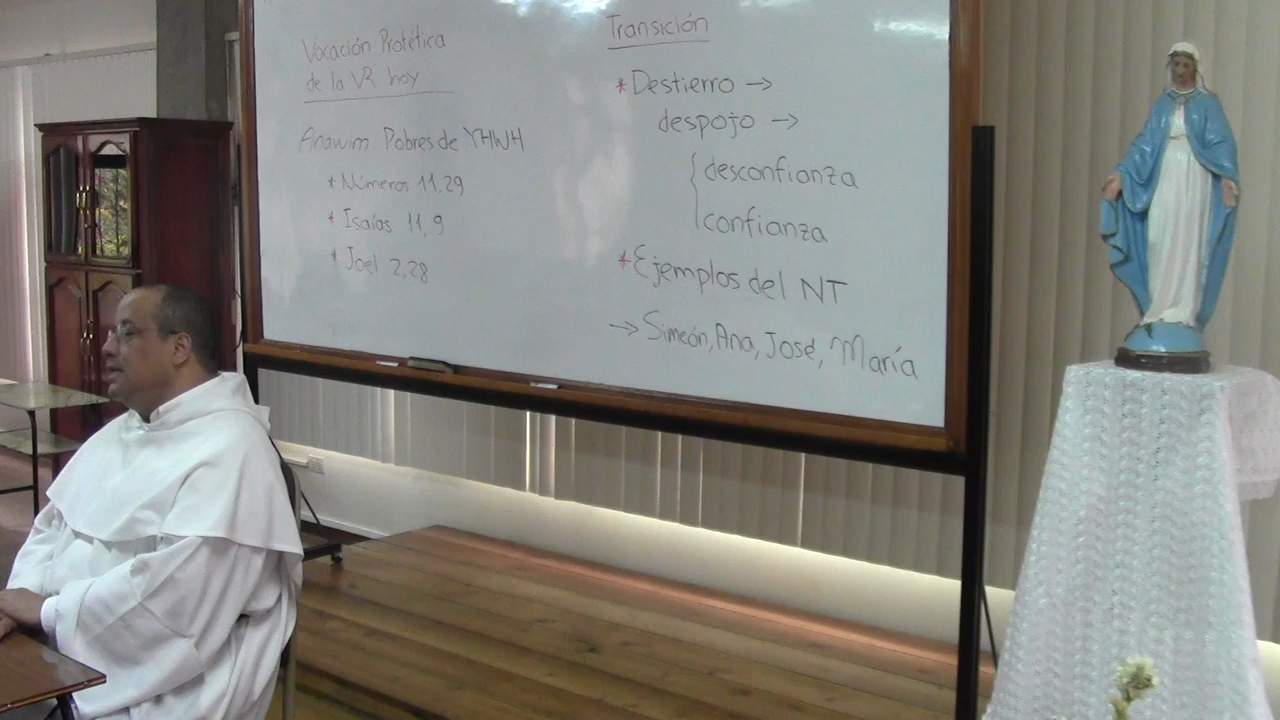 Vocación Profética
de la VR hoy
Anawim Pobres de YHWH
* Números 11,29
* Isaías 11,9
* Joel 2,28
Transición
* Destierro →
despojo →
{ desconfianza
confianza
* Ejemplos del NT
→ Simeón, Ana, José, María